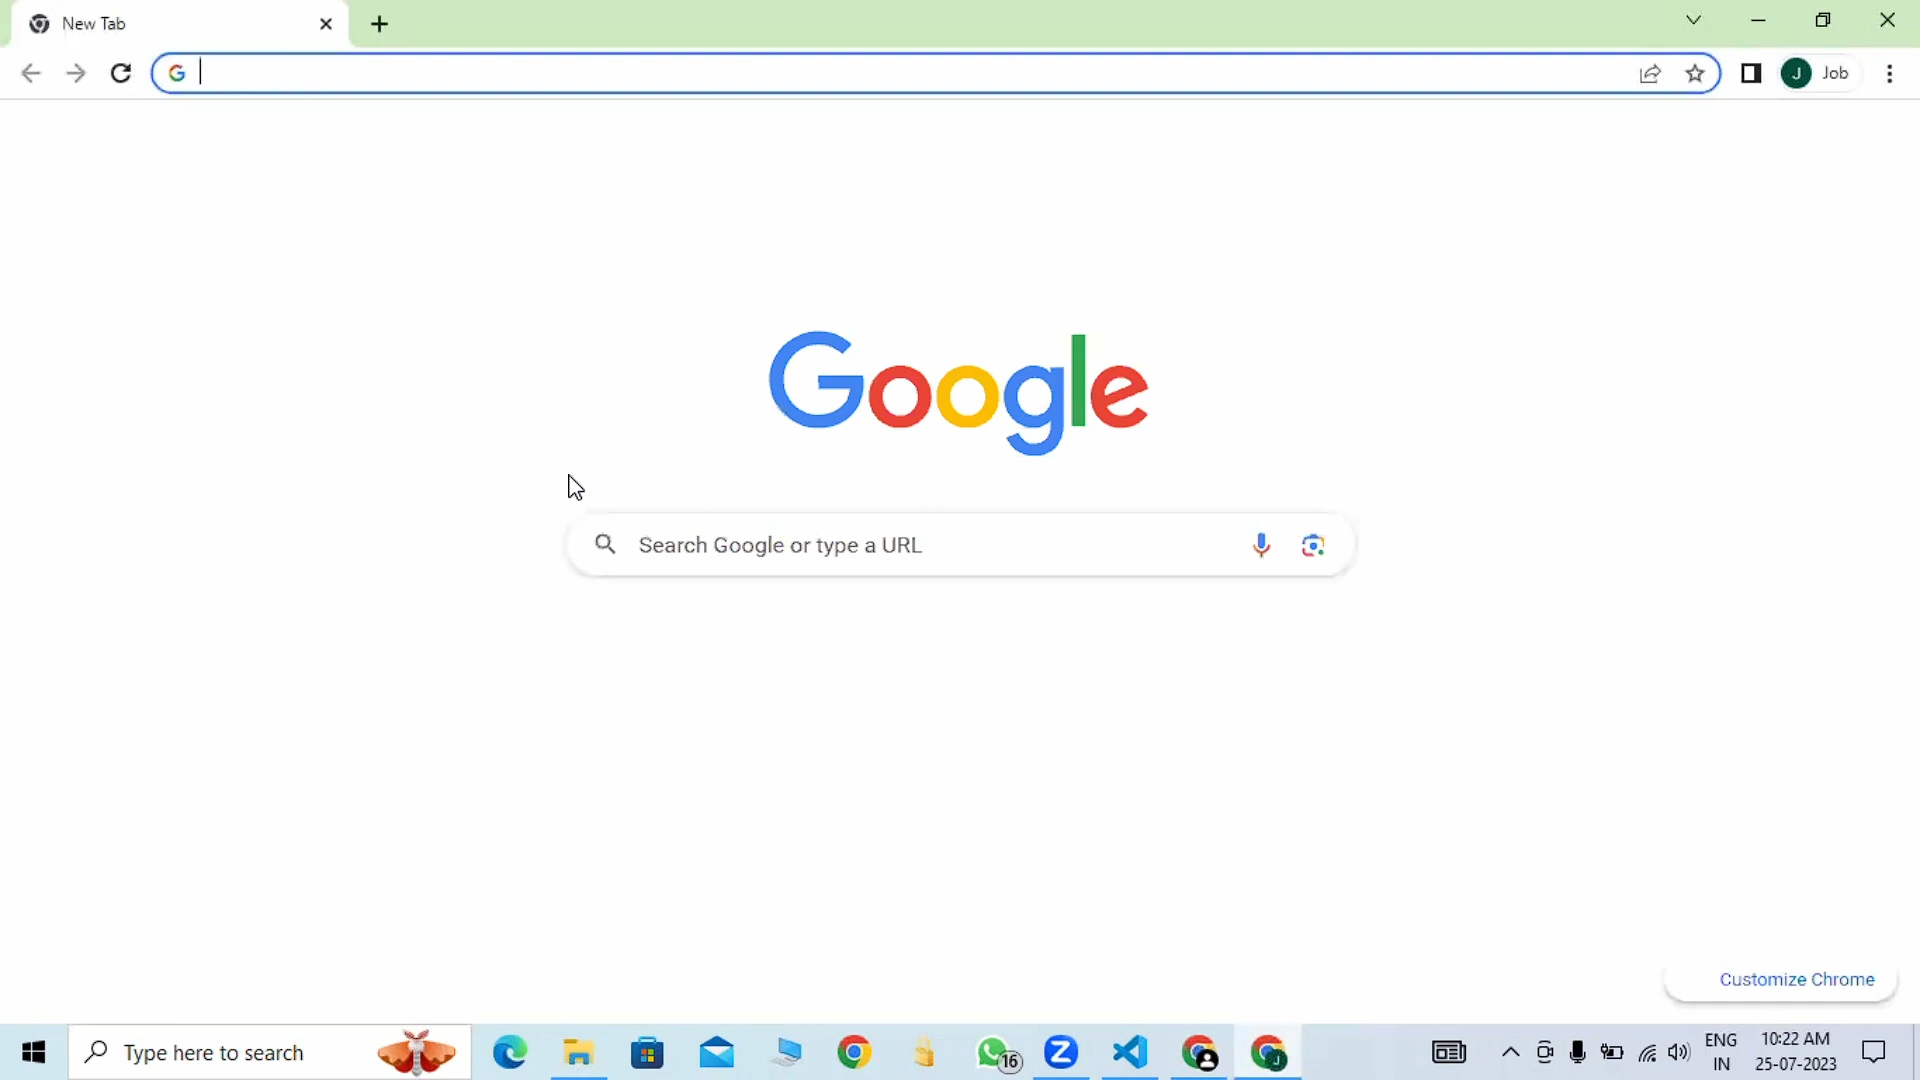 New Tab
J Job
Google
Search Google or type a URL
Customize Chrome
Type here to search
16
J
ENG
IN
10:22 AM
25-07-2023